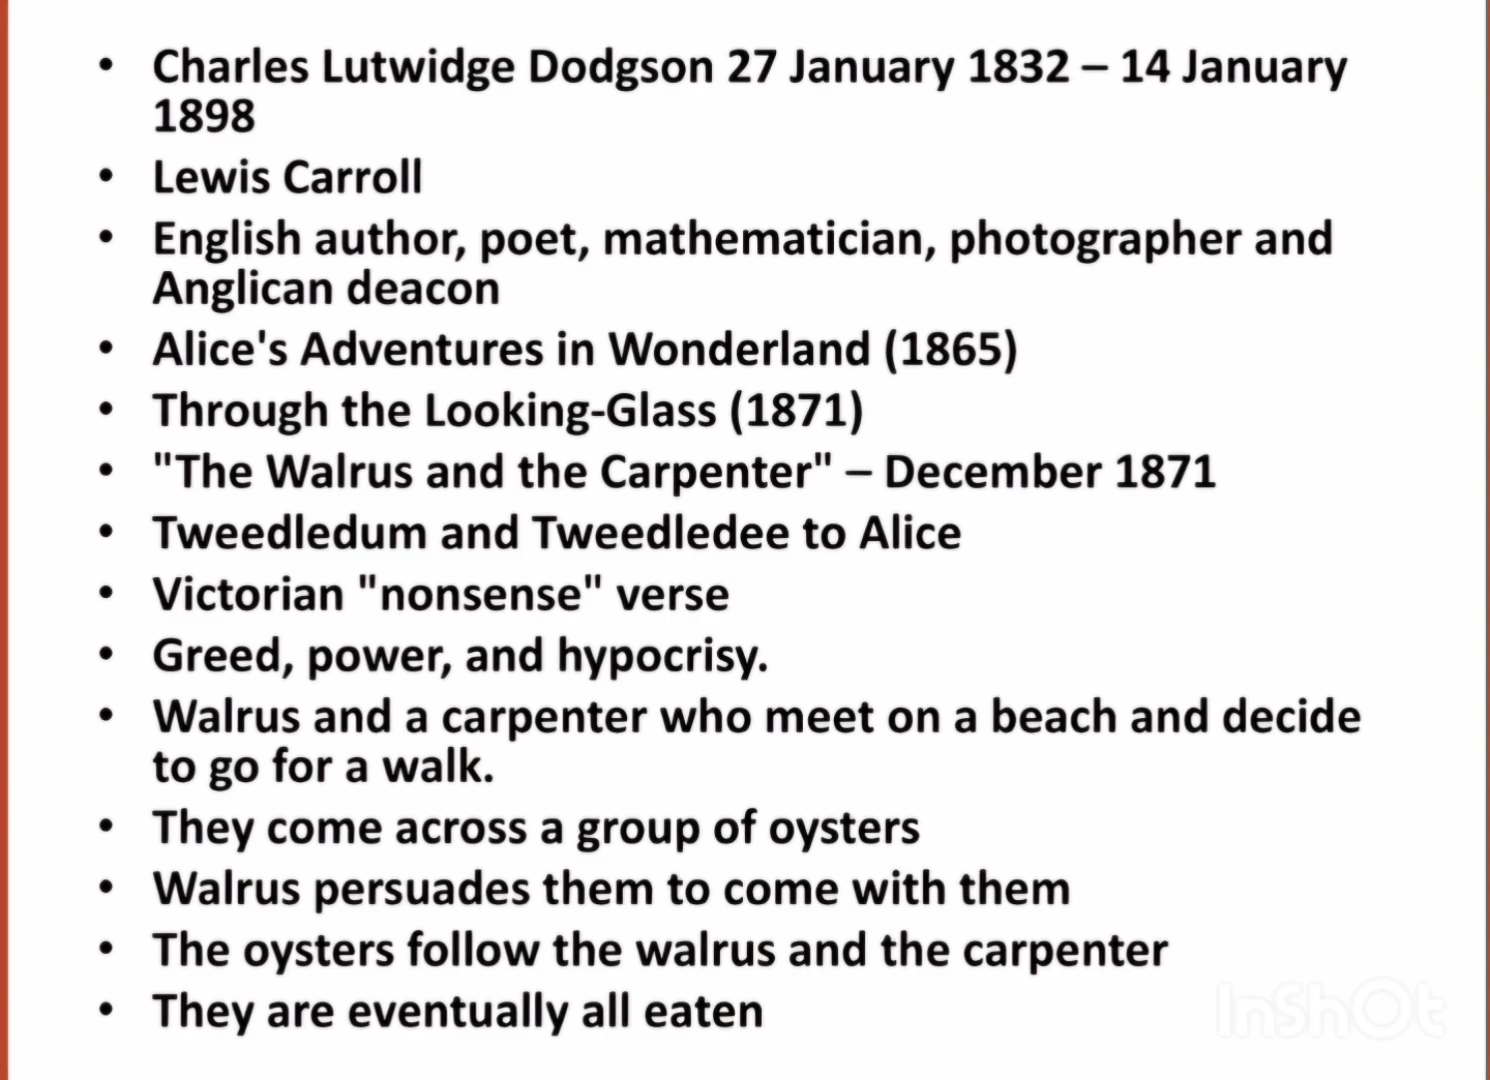 • Charles Lutwidge Dodgson 27 January 1832 – 14 January
1898
• Lewis Carroll
• English author, poet, mathematician, photographer and
Anglican deacon
• Alice's Adventures in Wonderland (1865)
• Through the Looking-Glass (1871)
• "The Walrus and the Carpenter" – December 1871
• Tweedledum and Tweedledee to Alice
• Victorian "nonsense" verse
• Greed, power, and hypocrisy.
• Walrus and a carpenter who meet on a beach and decide
to go for a walk.
• They come across a group of oysters
• Walrus persuades them to come with them
• The oysters follow the walrus and the carpenter
• They are eventually all eaten
InShOt